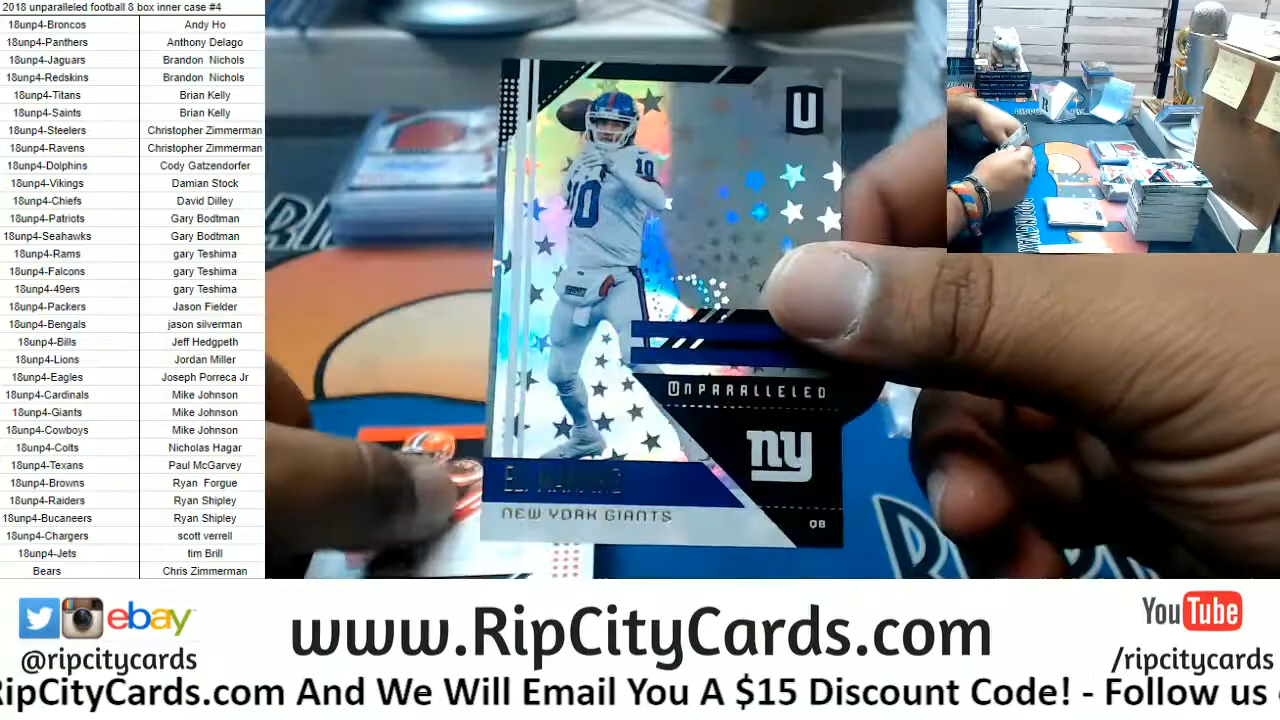 2018 unparalleled football 8 box inner case #4
18unp4-Broncos Andy Ho
18unp4-Panthers Anthony Delago
18unp4-Jaguars Brandon Nichols
18unp4-Redskins Brandon Nichols
18unp4-Titans Brian Kelly
18unp4-Saints Brian Kelly
18unp4-Steelers Christopher Zimmerman
18unp4-Ravens Christopher Zimmerman
18unp4-Dolphins Cody Gatzendorfer
18unp4-Vikings Damian Stock
18unp4-Chiefs David Dilley
18unp4-Patriots Gary Bodtman
18unp4-Seahawks Gary Bodtman
18unp4-Rams gary Teshima
18unp4-Falcons gary Teshima
18unp4-49ers gary Teshima
18unp4-Packers Jason Fielder
18unp4-Bengals jason silverman
18unp4-Bills Jeff Hedgpeth
18unp4-Lions Jordan Miller
18unp4-Eagles Joseph Porreca Jr
18unp4-Cardinals Mike Johnson
18unp4-Giants Mike Johnson
18unp4-Cowboys Mike Johnson
18unp4-Colts Nicholas Hagar
18unp4-Texans Paul McGarvey
18unp4-Browns Ryan Forgue
18unp4-Raiders Ryan Shipley
18unp4-Bucaneers Ryan Shipley
18unp4-Chargers scott verrell
18unp4-Jets tim Brill
Bears Chris Zimmerman
U
10
10
UNPARALLELED
ny
ELI MANNING
NEW YORK GIANTS
QB
ebay
@ripcitycards
www.RipCityCards.com
YouTube
/ripcitycards
RipCityCards.com And We Will Email You A $15 Discount Code! - Follow us